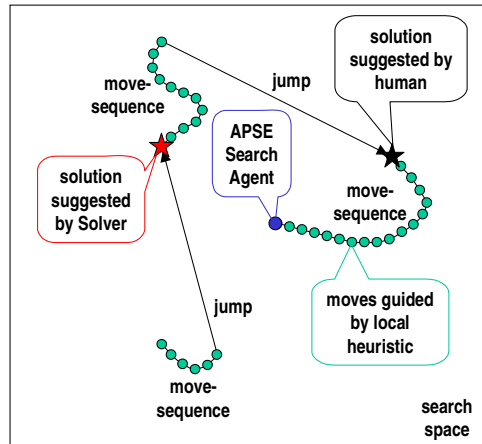 solution
suggested by
human
jump
move-
sequence
APSE
Search
Agent
solution
suggested
by Solver
move-
sequence
moves guided
by local
heuristic
jump
move-
sequence
search
space